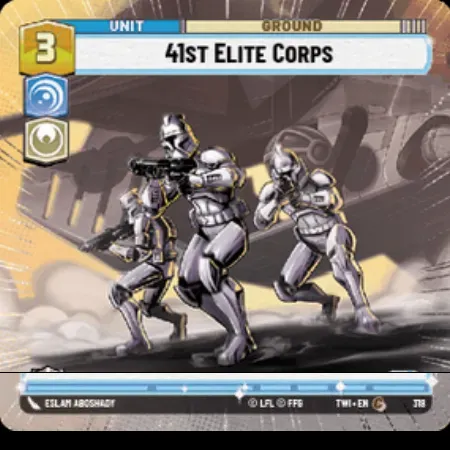 UNIT GROUND
3 41ST ELITE CORPS
ESLAM ABOSHADY © LFL © FFG TWI • EN 318